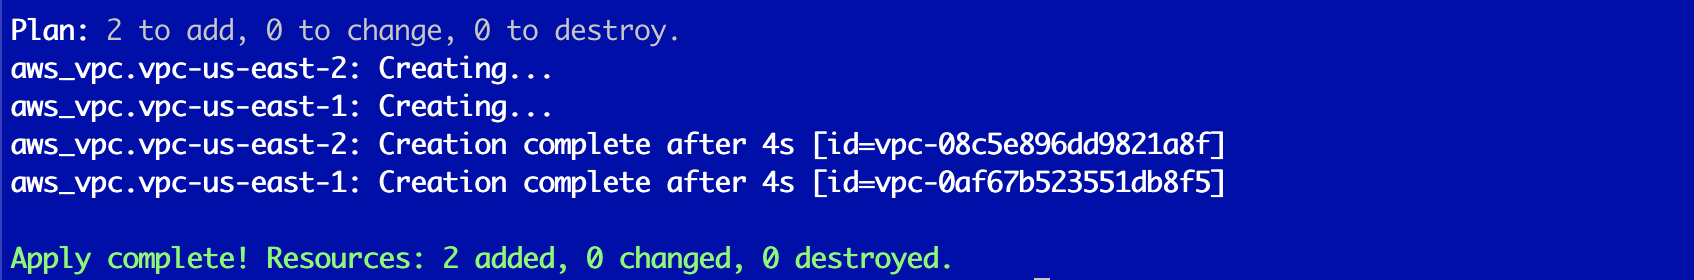 Plan: 2 to add, 0 to change, 0 to destroy.
aws_vpc.vpc-us-east-2: Creating...
aws_vpc.vpc-us-east-1: Creating...
aws_vpc.vpc-us-east-2: Creation complete after 4s [id=vpc-08c5e896dd9821a8f]
aws_vpc.vpc-us-east-1: Creation complete after 4s [id=vpc-0af67b523551db8f5]
Apply complete! Resources: 2 added, 0 changed, 0 destroyed.